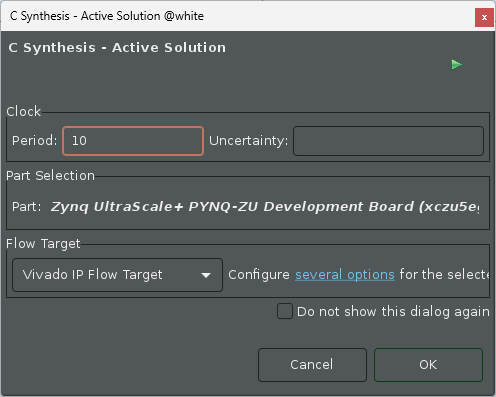 C Synthesis - Active Solution @white
x
C Synthesis - Active Solution
Clock
Period: 10 Uncertainty:
Part Selection
Part: Zynq UltraScale+ PYNQ-ZU Development Board (xczu5eg
Flow Target
Vivado IP Flow Target Configure several options for the selecte
Do not show this dialog again
Cancel OK